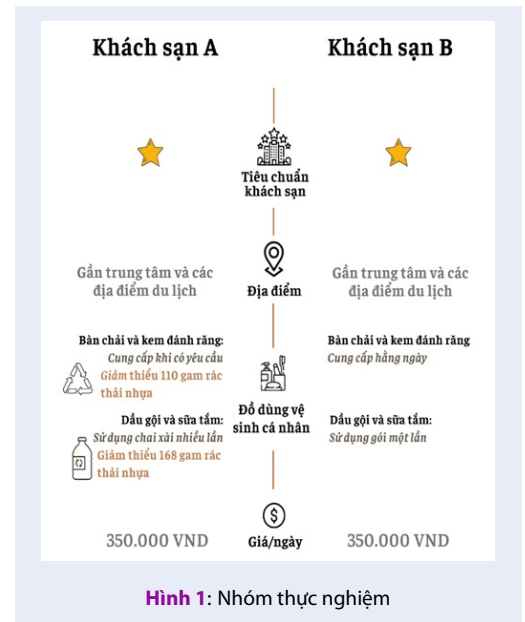 Khách sạn A
Khách sạn B
Tiêu chuẩn
khách sạn
Gần trung tâm và các
địa điểm du lịch
Địa điểm
Gần trung tâm và các
địa điểm du lịch
Bàn chải và kem đánh răng:
Cung cấp khi có yêu cầu
Giảm thiểu 110 gam rác
thải nhựa
Dầu gội và sữa tắm:
Sử dụng chai xài nhiều lần
Giảm thiểu 168 gam rác
thải nhựa
Đồ dùng vệ
sinh cá nhân
Bàn chải và kem đánh răng
Cung cấp hằng ngày
Dầu gội và sữa tắm:
Sử dụng gói một lần
350.000 VND
Giá/ngày
350.000 VND
Hình 1: Nhóm thực nghiệm